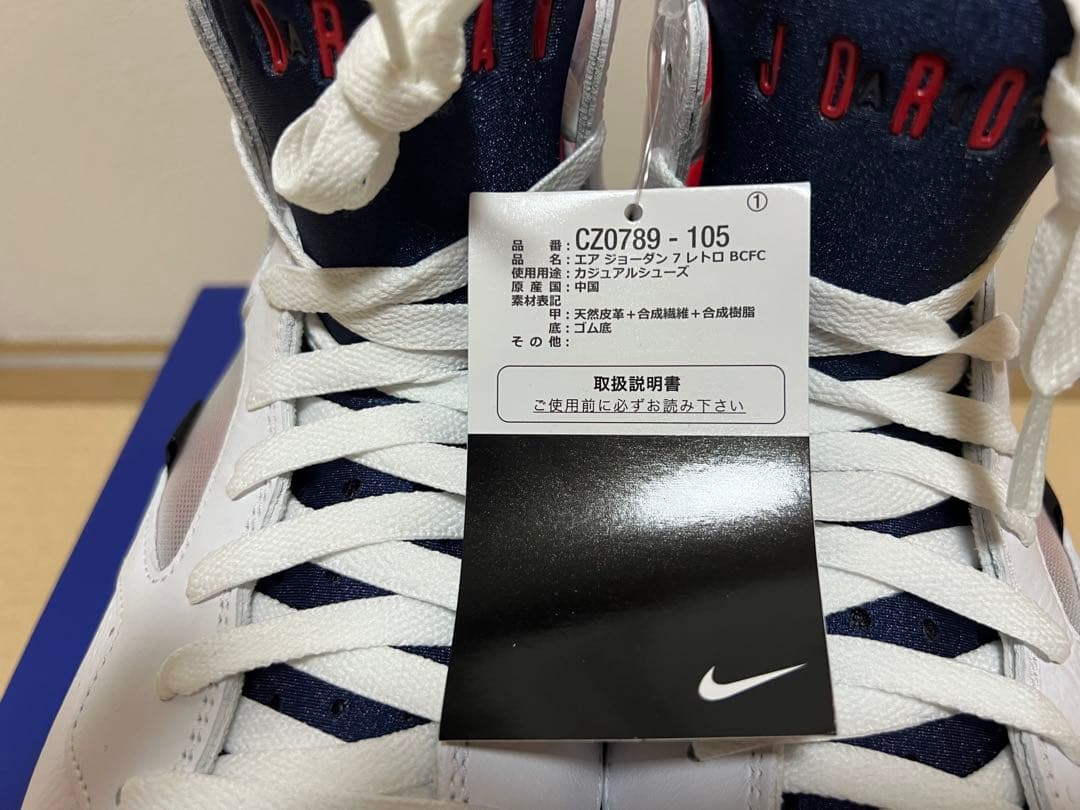 JORDA
AIR
①
品 番 : CZ0789 - 105
品 名 : エア ジョーダン 7 レトロ BCFC
使用用途 : カジュアルシューズ
原 産 国 : 中国
素材表記
甲 : 天然皮革＋合成繊維＋合成樹脂
底 : ゴム底
そ の 他 :
取扱説明書
ご使用前に必ずお読み下さい